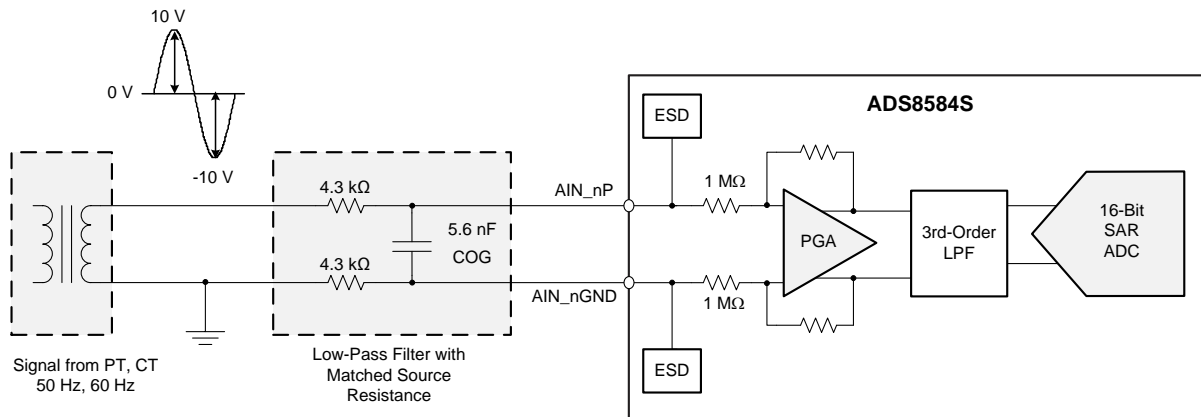 10 V
0 V
-10 V
ADS8584S
ESD
4.3 kΩ
AIN_nP
1 MΩ
5.6 nF
COG
PGA
3rd-Order
LPF
16-Bit
SAR
ADC
4.3 kΩ
AIN_nGND
1 MΩ
ESD
Signal from PT, CT
50 Hz, 60 Hz
Low-Pass Filter with
Matched Source
Resistance